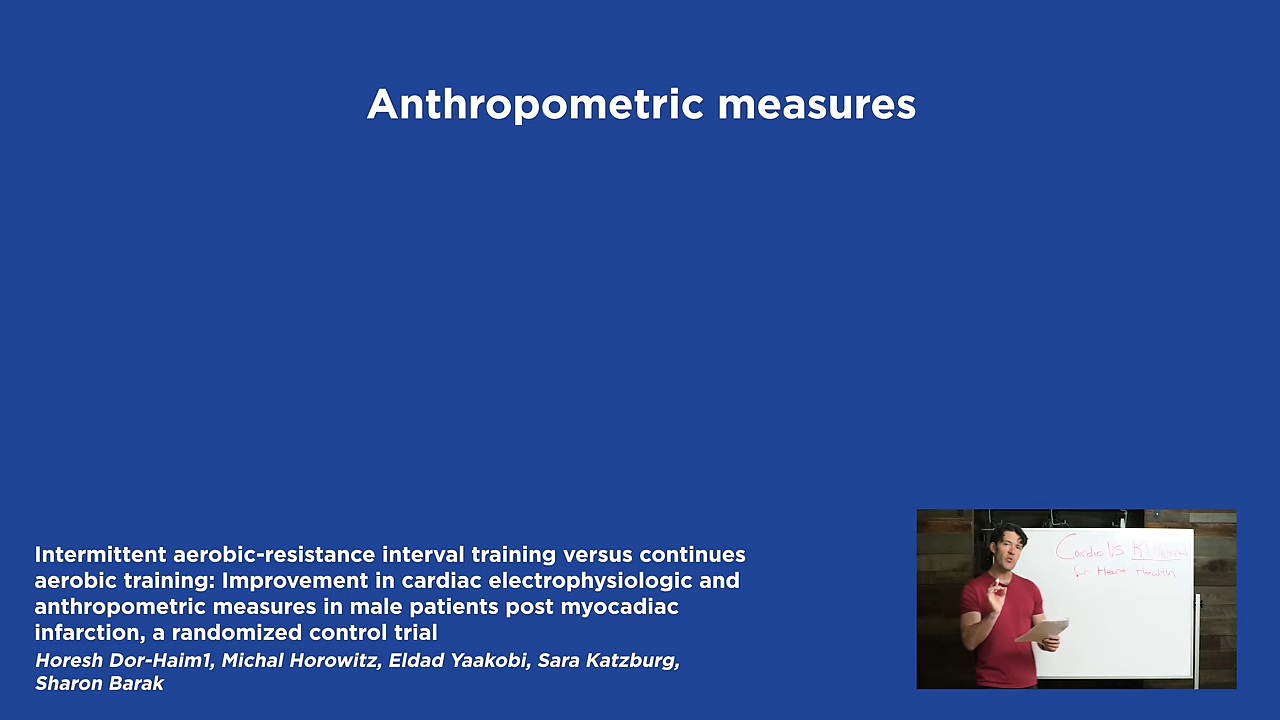 Anthropometric measures
Intermittent aerobic-resistance interval training versus continues
aerobic training: Improvement in cardiac electrophysiologic and
anthropometric measures in male patients post myocadiac
infarction, a randomized control trial
Horesh Dor-Haim1, Michal Horowitz, Eldad Yaakobi, Sara Katzburg,
Sharon Barak
Cardio Vs
for Heart Health